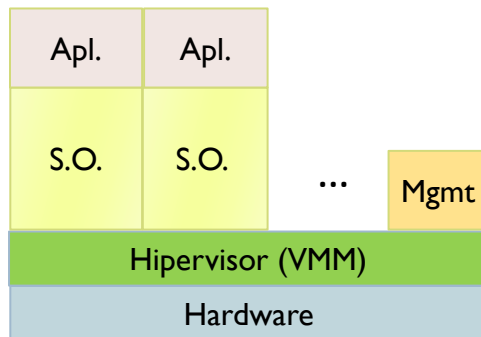 Apl. Apl.
S.O. S.O.
... Mgmt
Hipervisor (VMM)
Hardware